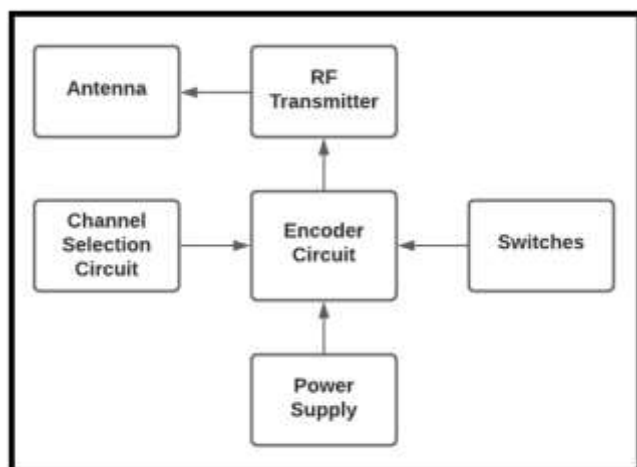 Antenna
RF
Transmitter
Channel
Selection
Circuit
Encoder
Circuit
Switches
Power
Supply